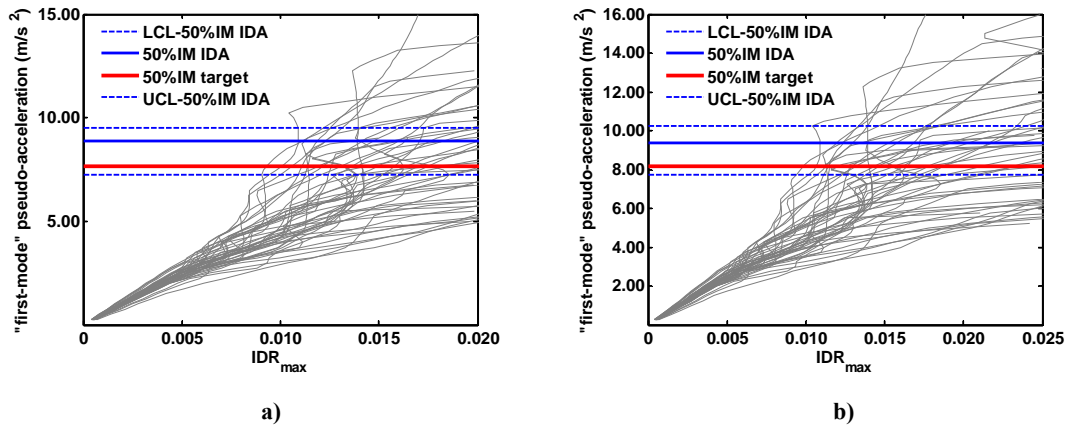 "first-mode" pseudo-acceleration (m/s ²)
15.00
10.00
5.00
LCL-50%IM IDA
50%IM IDA
50%IM target
UCL-50%IM IDA
0 0.005 0.010 0.015 0.020
IDRmax
a)
"first-mode" pseudo-acceleration (m/s ²)
16.00
14.00
12.00
10.00
8.00
6.00
4.00
2.00
LCL-50%IM IDA
50%IM IDA
50%IM target
UCL-50%IM IDA
0 0.005 0.010 0.015 0.020 0.025
IDRmax
b)